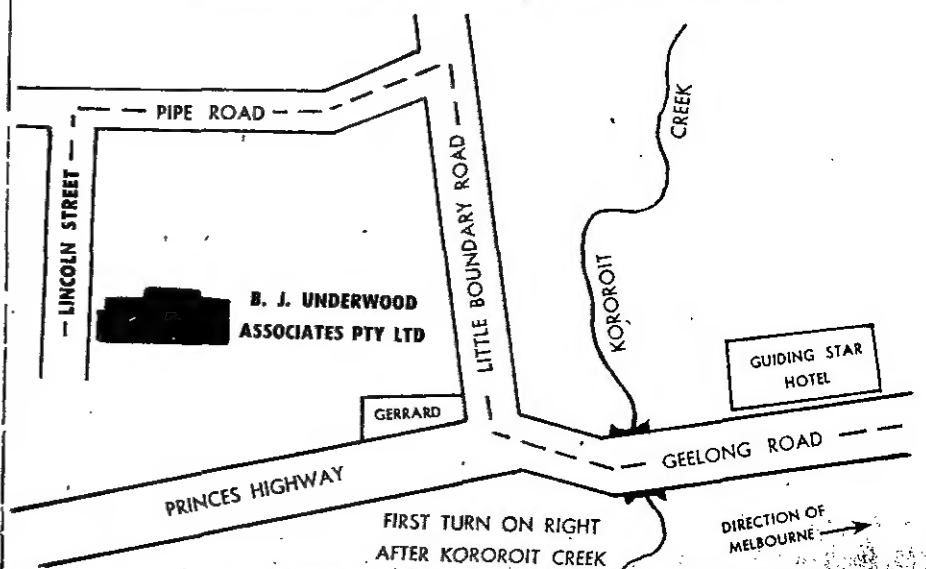 CREEK
PIPE ROAD
LINCOLN STREET
LITTLE BOUNDARY ROAD
KOROROIT
B. J. UNDERWOOD
ASSOCIATES PTY LTD
GUIDING STAR
HOTEL
GERRARD
GEELONG ROAD
PRINCES HIGHWAY
FIRST TURN ON RIGHT
AFTER KOROROIT CREEK
DIRECTION OF
MELBOURNE